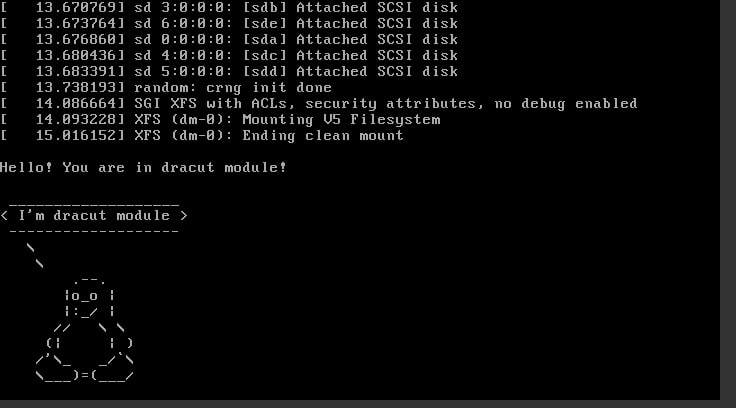 [   13.670769] sd 3:0:0:0: [sdb] Attached SCSI disk
[   13.673764] sd 6:0:0:0: [sde] Attached SCSI disk
[   13.676860] sd 0:0:0:0: [sda] Attached SCSI disk
[   13.680436] sd 4:0:0:0: [sdc] Attached SCSI disk
[   13.683391] sd 5:0:0:0: [sdd] Attached SCSI disk
[   13.738193] random: crng init done
[   14.086664] SGI XFS with ACLs, security attributes, no debug enabled
[   14.093228] XFS (dm-0): Mounting V5 Filesystem
[   15.016152] XFS (dm-0): Ending clean mount

Hello! You are in dracut module!

 ___________________
< I'm dracut module >
 -------------------
   \
    \
        .--.
       |o_o |
       |:_/ |
      //   \ \
     (|     | )
    /'\_   _/`\
    \___)=(___/